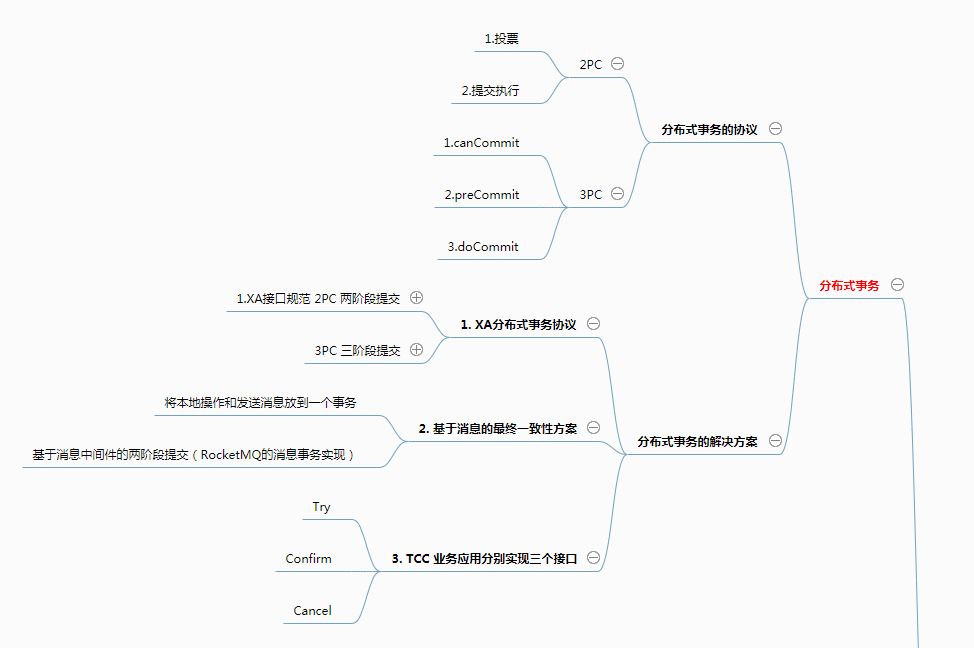 1.投票
2PC
2.提交执行
分布式事务的协议
1.canCommit
2.preCommit
3PC
3.doCommit
分布式事务
1.XA接口规范 2PC 两阶段提交
1. XA分布式事务协议
3PC 三阶段提交
将本地操作和发送消息放到一个事务
2. 基于消息的最终一致性方案
分布式事务的解决方案
基于消息中间件的两阶段提交（RocketMQ的消息事务实现）
Try
Confirm
3. TCC 业务应用分别实现三个接口
Cancel